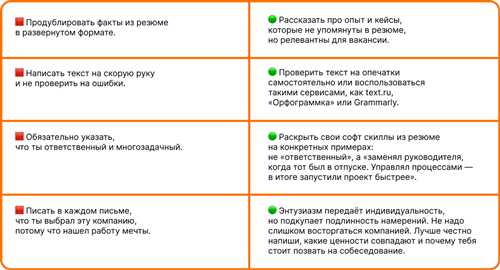 Продублировать факты из резюме
в развернутом формате.
Рассказать про опыт и кейсы,
которые не упомянуты в резюме,
но релевантны для вакансии.
Написать текст на скорую руку
и не проверить на ошибки.
Проверить текст на опечатки
самостоятельно или воспользоваться
такими сервисами, как text.ru,
«Орфограммка» или Grammarly.
Обязательно указать,
что ты ответственный и многозадачный.
Раскрыть свои софт скиллы из резюме
на конкретных примерах:
не «ответственный», а «заменял руководителя,
когда тот был в отпуске. Управлял процессами —
в итоге запустили проект быстрее».
Писать в каждом письме,
что ты выбрал эту компанию,
потому что нашел работу мечты.
Энтузиазм передаёт индивидуальность,
но подкупает подлинность намерений. Не надо
слишком восторгаться компанией. Лучше честно
напиши, какие ценности совпадают и почему тебя
стоит позвать на собеседование.